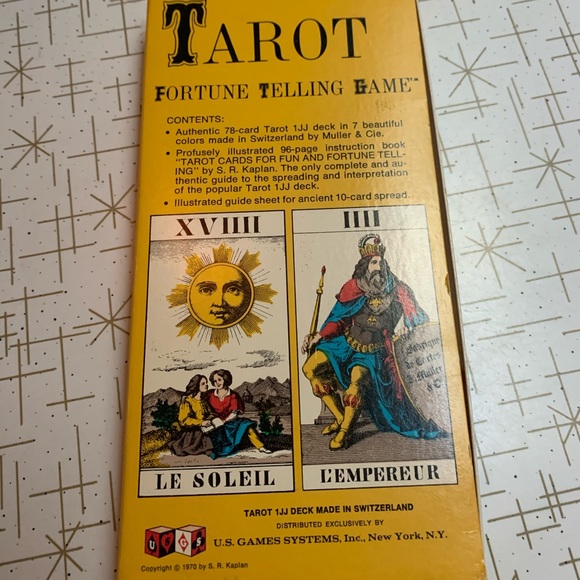 TAROT
FORTUNE TELLING GAME™
CONTENTS:
• Authentic 78-card Tarot 1JJ deck in 7 beautiful
colors made in Switzerland by Muller & Cie.
• Profusely illustrated 96-page instruction book
"TAROT CARDS FOR FUN AND FORTUNE TELL-
ING" by S. R. Kaplan. The only complete and au-
thentic guide to the spreading and interpretation
of the popular Tarot 1JJ deck.
• Illustrated guide sheet for ancient 10-card spread.
XVIIII
IIII
Fabrique
de Cartes
J. Muller
& C
LE SOLEIL
L'EMPEREUR
TAROT 1JJ DECK MADE IN SWITZERLAND
DISTRIBUTED EXCLUSIVELY BY
U.S. GAMES SYSTEMS, Inc., New York, N.Y.
U G S
Copyright © 1970 by S. R. Kaplan